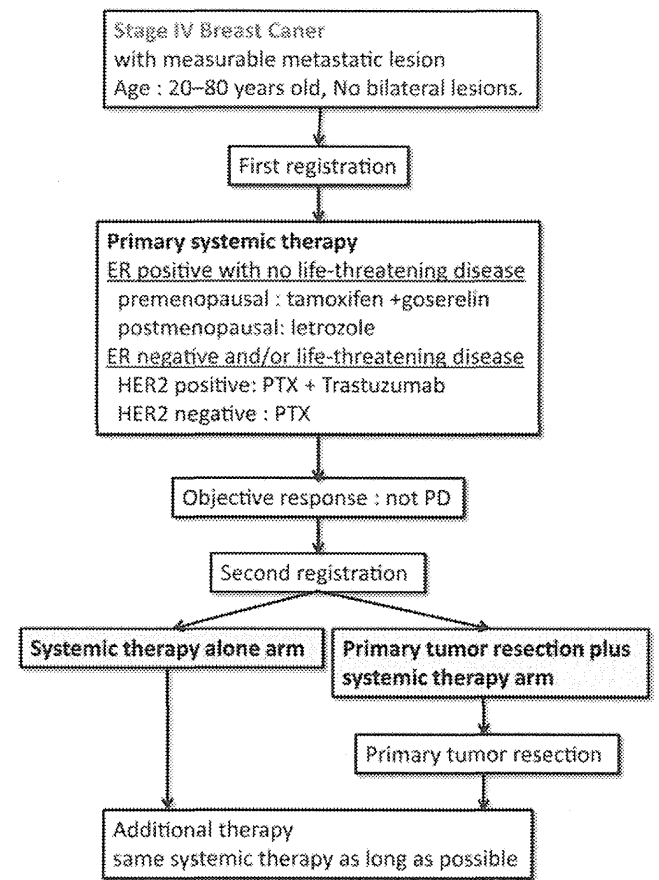 Stage IV Breast Caner
with measurable metastatic lesion
Age : 20–80 years old, No bilateral lesions.
First registration
Primary systemic therapy
ER positive with no life-threatening disease
premenopausal : tamoxifen +goserelin
postmenopausal: letrozole
ER negative and/or life-threatening disease
HER2 positive: PTX + Trastuzumab
HER2 negative : PTX
Objective response : not PD
Second registration
Systemic therapy alone arm
Primary tumor resection plus
systemic therapy arm
Primary tumor resection
Additional therapy
same systemic therapy as long as possible